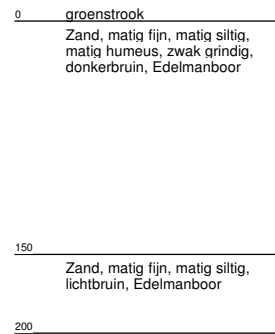 0 groenstrook
Zand, matig fijn, matig siltig,
matig humeus, zwak grindig,
donkerbruin, Edelmanboor
150
Zand, matig fijn, matig siltig,
lichtbruin, Edelmanboor
200